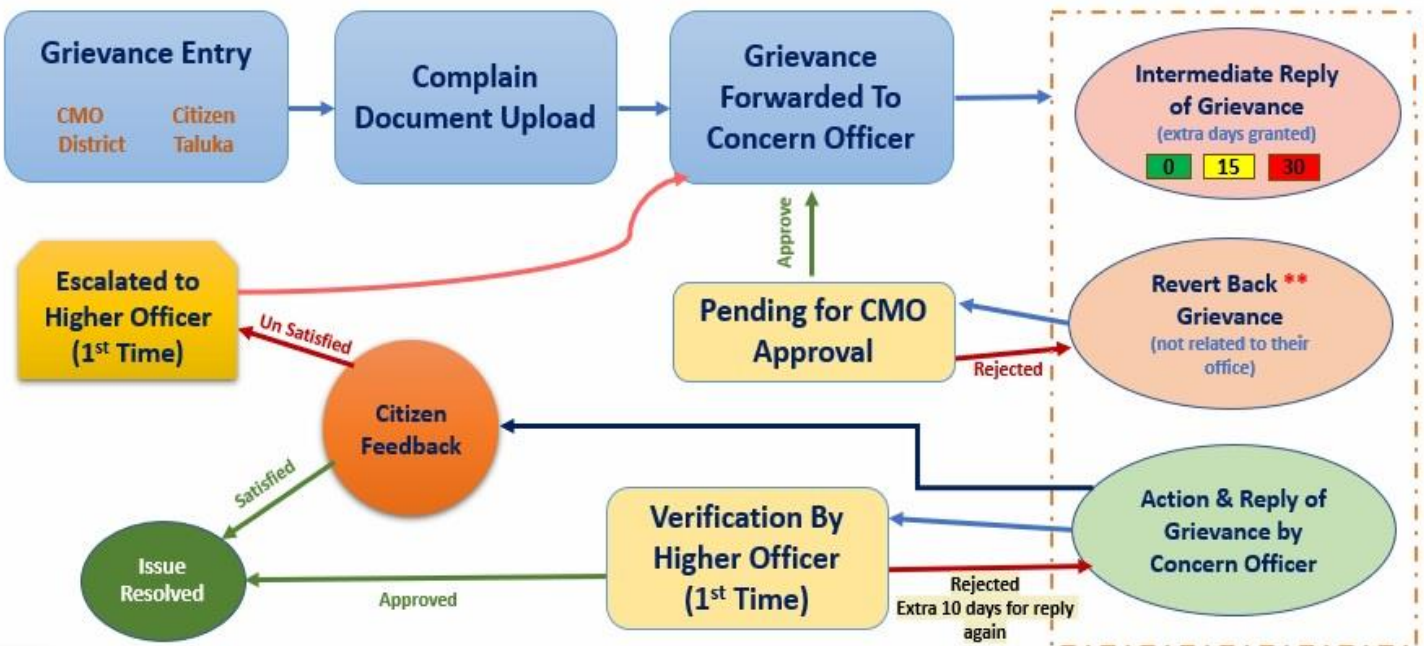 Grievance Entry
CMO Citizen
District Taluka
Complain
Document Upload
Grievance
Forwarded To
Concern Officer
Intermediate Reply
of Grievance
(extra days granted)
0 15 30
Approve
Escalated to
Higher Officer
(1st Time)
Un Satisfied
Pending for CMO
Approval
Rejected
Revert Back **
Grievance
(not related to their
office)
Citizen
Feedback
Satisfied
Issue
Resolved
Approved
Verification By
Higher Officer
(1st Time)
Rejected
Extra 10 days for reply
again
Action & Reply of
Grievance by
Concern Officer